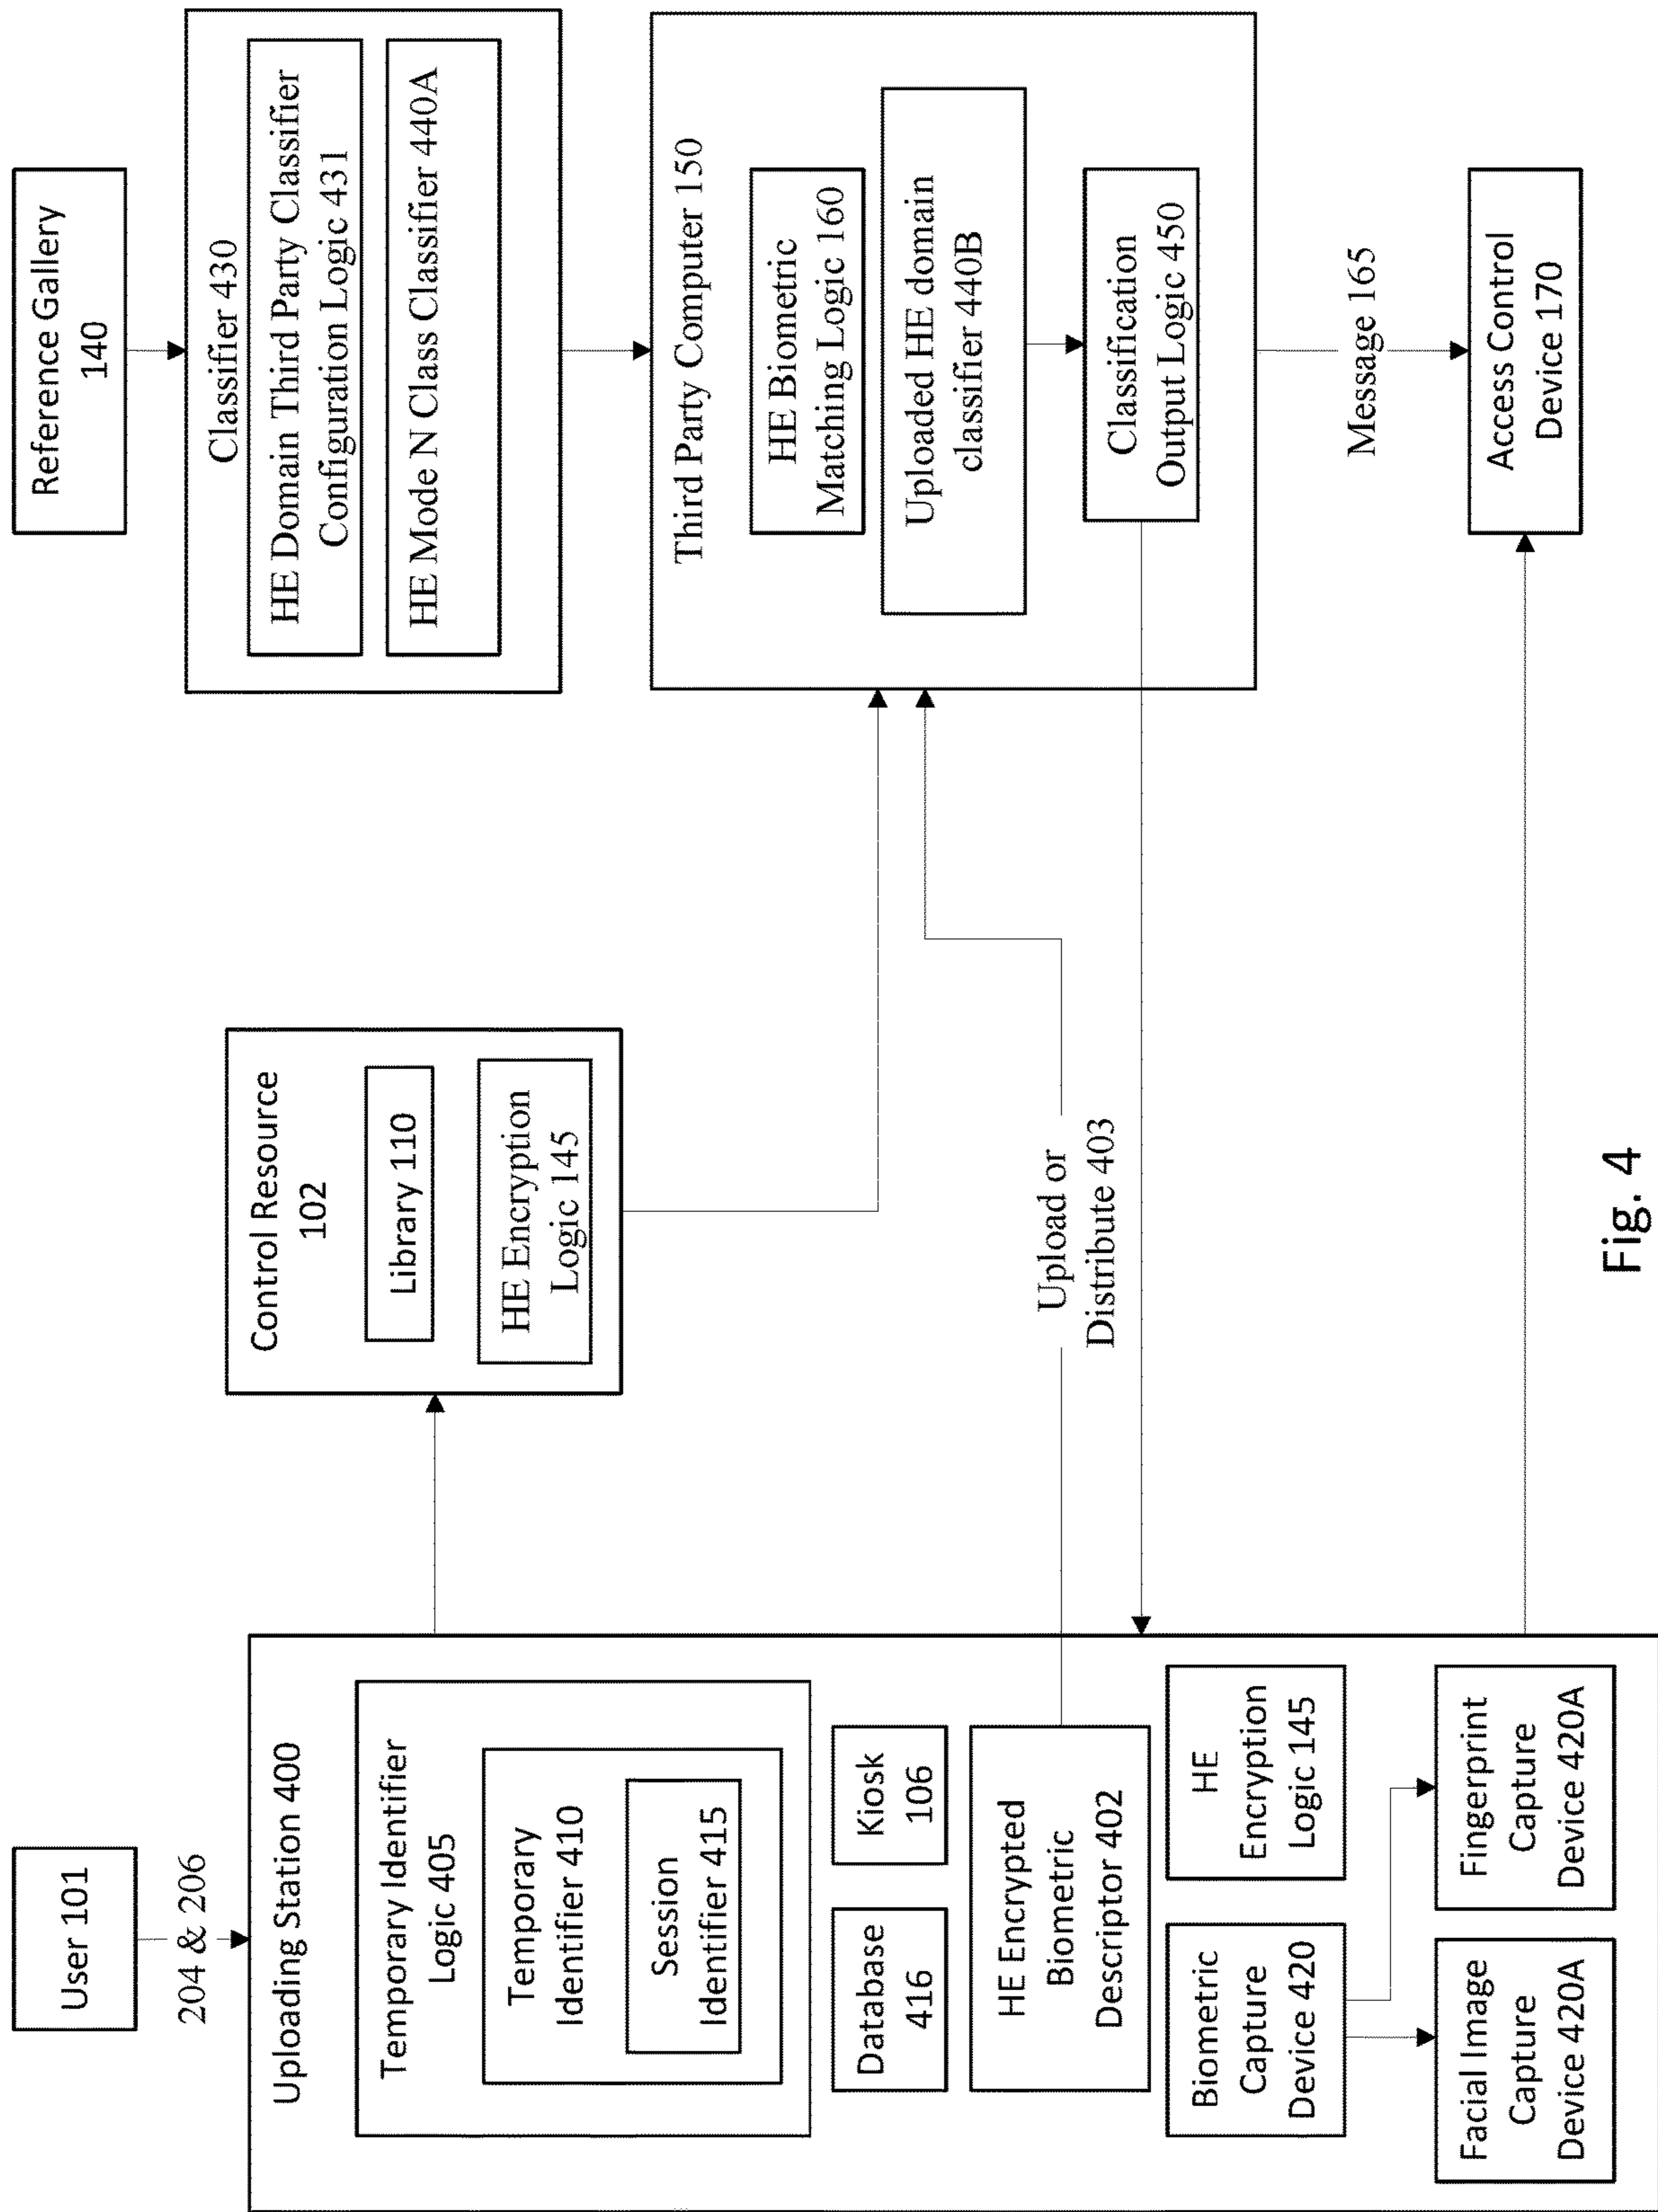 User 101
204 & 206
Uploading Station 400
Temporary Identifier
Logic 405
Temporary
Identifier 410
Session
Identifier 415
Database
416
Kiosk
106
HE Encrypted
Biometric
Descriptor 402
Biometric
Capture
Device 420
HE
Encryption
Logic 145
Facial Image
Capture
Device 420A
Fingerprint
Capture
Device 420A
Control Resource
102
Library 110
HE Encryption
Logic 145
Upload or
Distribute 403
Reference Gallery
140
Classifier 430
HE Domain Third Party Classifier
Configuration Logic 431
HE Mode N Class Classifier 440A
Third Party Computer 150
HE Biometric
Matching Logic 160
Uploaded HE domain
classifier 440B
Classification
Output Logic 450
Message 165
Access Control
Device 170
Fig. 4